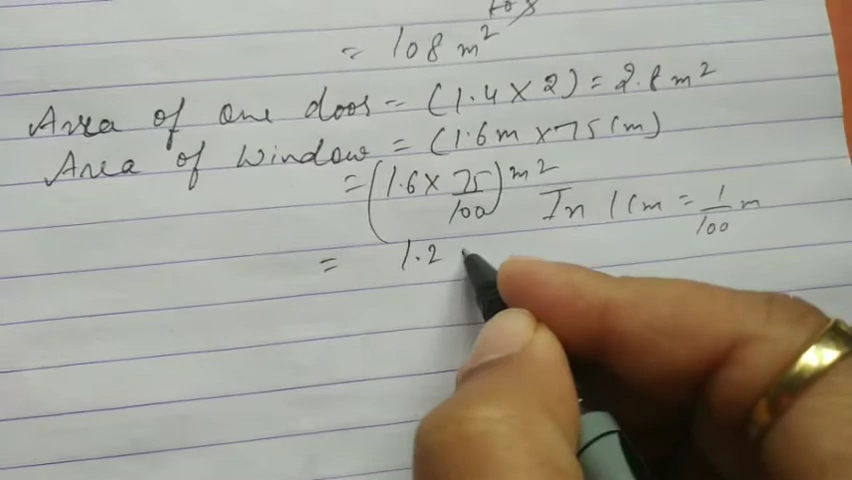 = 108 m²
Area of one door = (1.4 × 2) = 2.8 m²
Area of Window = (1.6m × 75 cm)
= (1.6 × 75/100) m² In 1 cm = 1/100 m
= 1.2